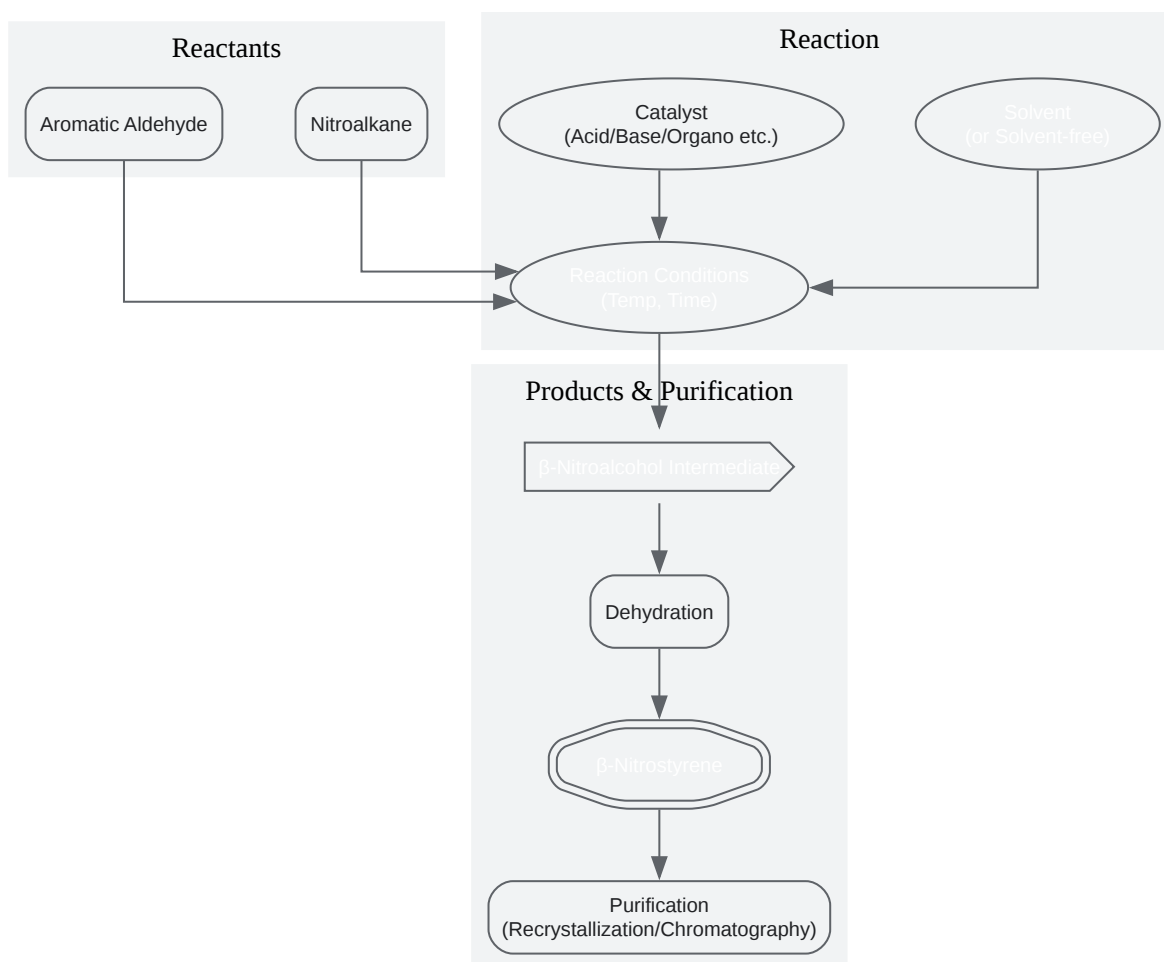 Reactants
Aromatic Aldehyde
Nitroalkane
Reaction
Catalyst
(Acid/Base/Organo etc.)
Solvent
(or Solvent-free)
Reaction Conditions
(Temp, Time)
Products & Purification
β-Nitroalcohol Intermediate
Dehydration
β-Nitrostyrene
Purification
(Recrystallization/Chromatography)